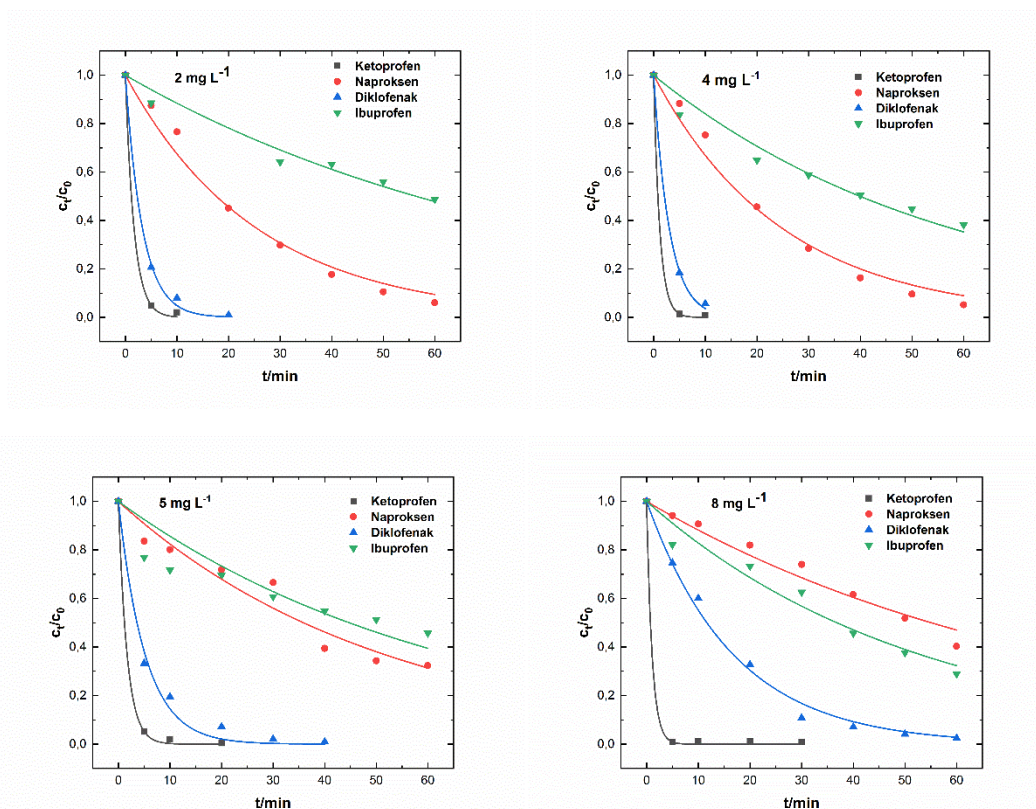 2 mg L-1
Ketoprofen
Naproksen
Diklofenak
Ibuprofen
1,0
0,8
0,6
0,4
0,2
0,0
ct/c0
0 10 20 30 40 50 60
t/min
4 mg L-1
Ketoprofen
Naproksen
Diklofenak
Ibuprofen
1,0
0,8
0,6
0,4
0,2
0,0
ct/c0
0 10 20 30 40 50 60
t/min
5 mg L-1
Ketoprofen
Naproksen
Diklofenak
Ibuprofen
1,0
0,8
0,6
0,4
0,2
0,0
ct/c0
0 10 20 30 40 50 60
t/min
8 mg L-1
Ketoprofen
Naproksen
Diklofenak
Ibuprofen
1,0
0,8
0,6
0,4
0,2
0,0
ct/c0
0 10 20 30 40 50 60
t/min